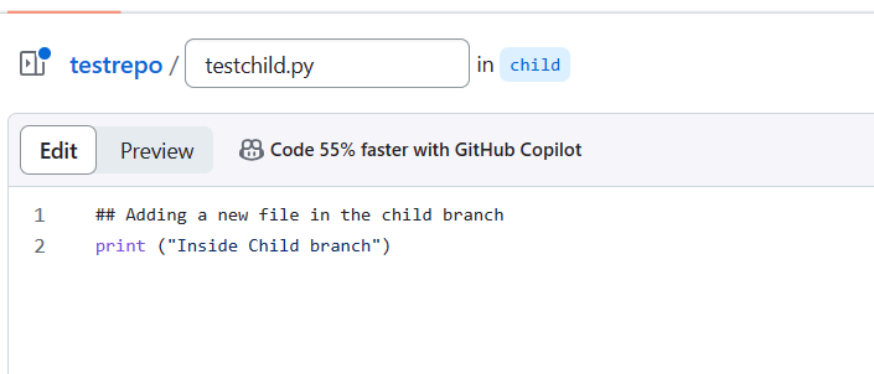 testrepo / testchild.py in child
Edit Preview Code 55% faster with GitHub Copilot
1 ## Adding a new file in the child branch
2 print ("Inside Child branch")